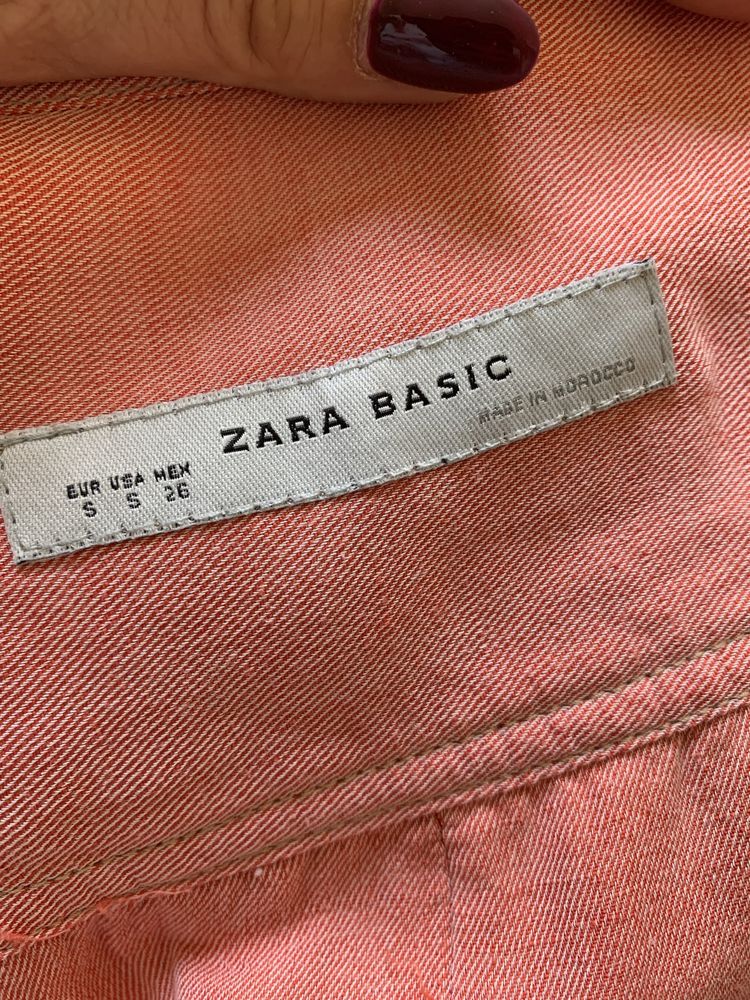 ZARA BASIC
MADE IN MOROCCO
EUR USA MEX
S S 26